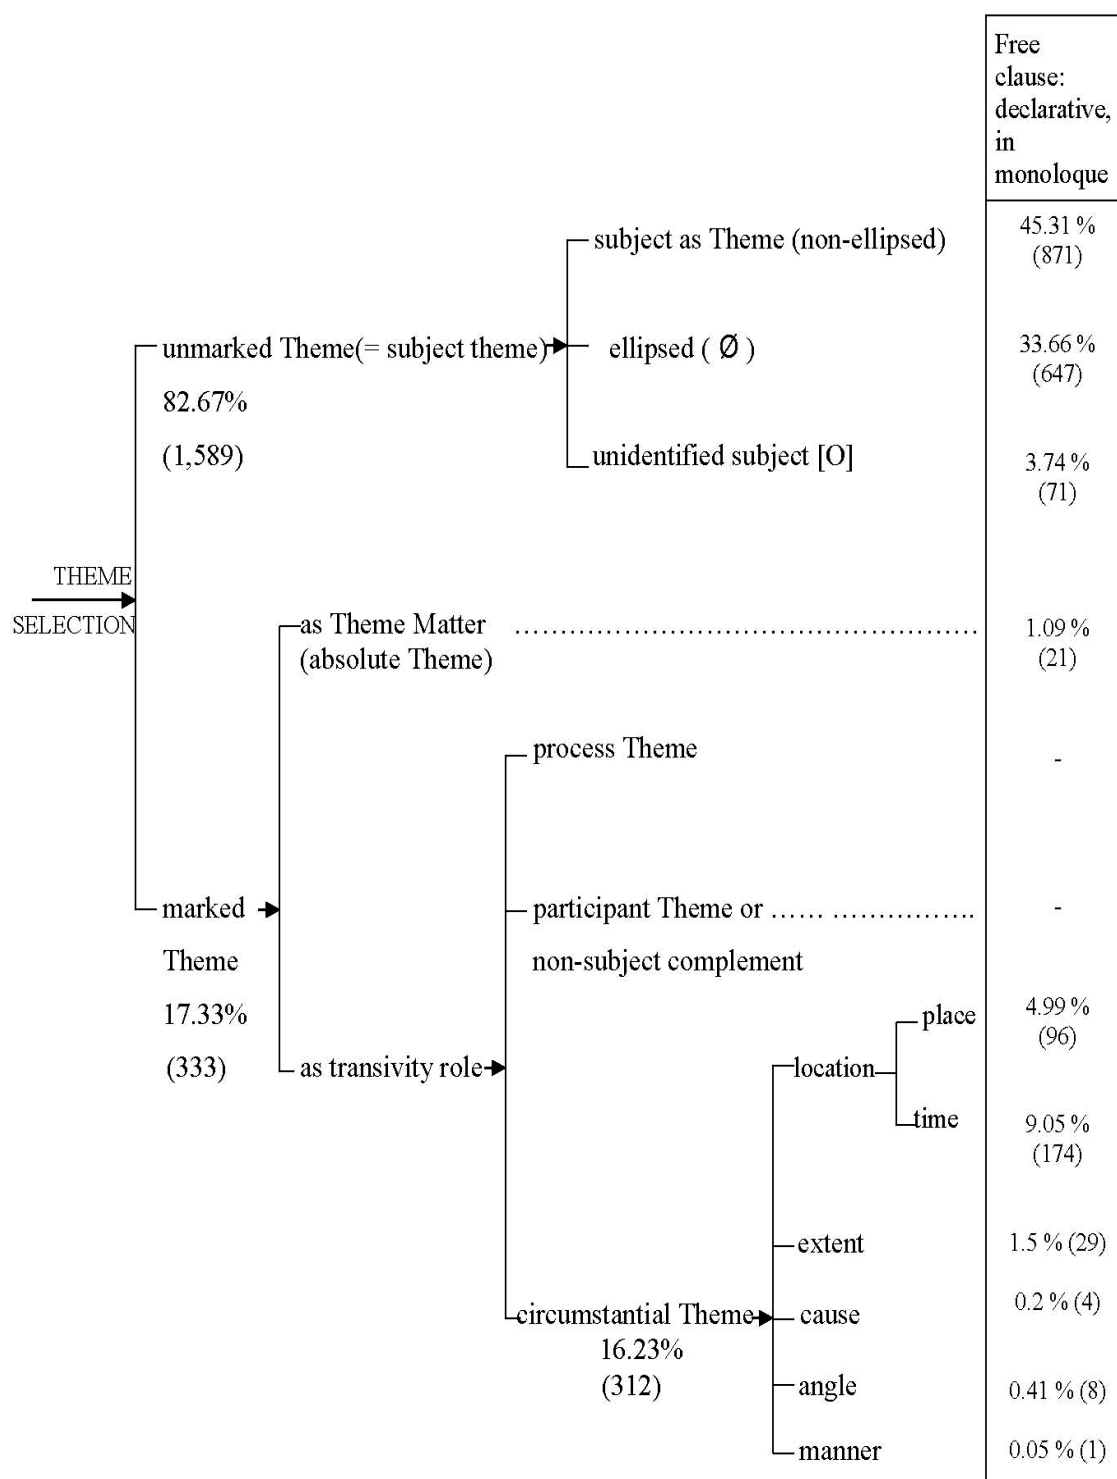 Free
clause:
declarative,
in
monoloque
subject as Theme (non-ellipsed)
45.31 %
(871)
unmarked Theme(= subject theme)
82.67%
(1,589)
ellipsed ( Ø )
33.66 %
(647)
unidentified subject [O]
3.74 %
(71)
THEME
SELECTION
as Theme Matter ................................................
(absolute Theme)
1.09 %
(21)
process Theme
-
marked
Theme
17.33%
(333)
participant Theme or ...... ................
non-subject complement
-
as transivity role
location
place
4.99 %
(96)
time
9.05 %
(174)
extent
1.5 % (29)
circumstantial Theme
16.23%
(312)
cause
0.2 % (4)
angle
0.41 % (8)
manner
0.05 % (1)